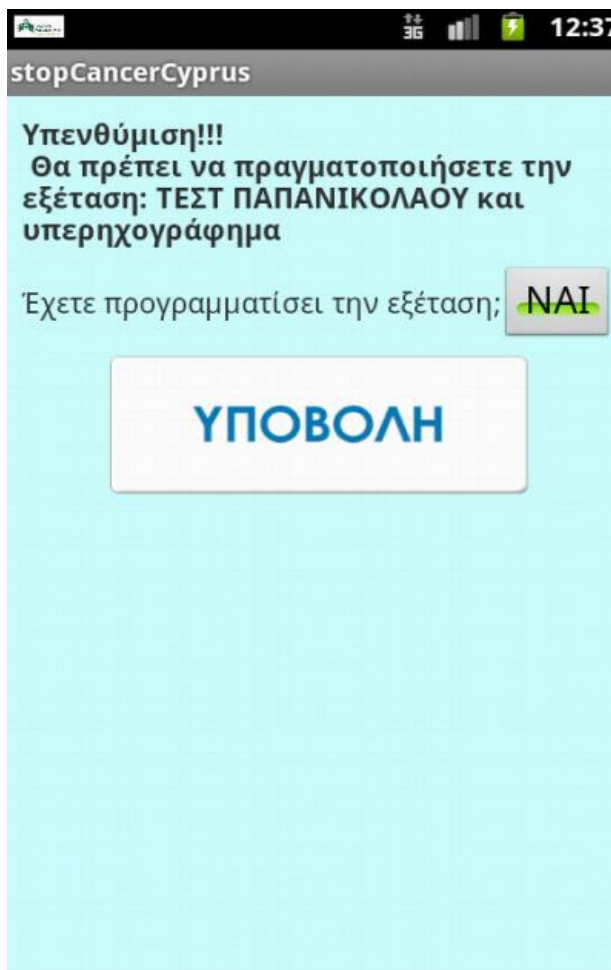 3G 12:37
stopCancerCyprus
Υπενθύμιση!!!
Θα πρέπει να πραγματοποιήσετε την
εξέταση: ΤΕΣΤ ΠΑΠΑΝΙΚΟΛΑΟΥ και
υπερηχογράφημα
Έχετε προγραμματίσει την εξέταση; ΝΑΙ
ΥΠΟΒΟΛΗ